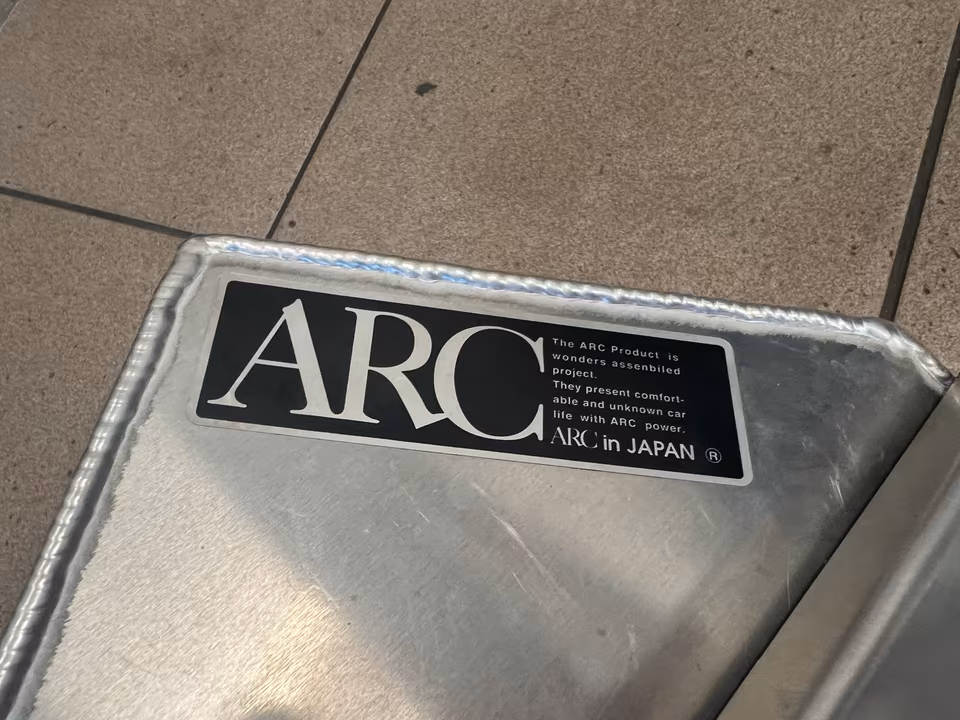 ARC
The ARC Product is
wonders assenbiled
project.
They present comfort-
able and unknown car
life with ARC power.
ARC in JAPAN ®